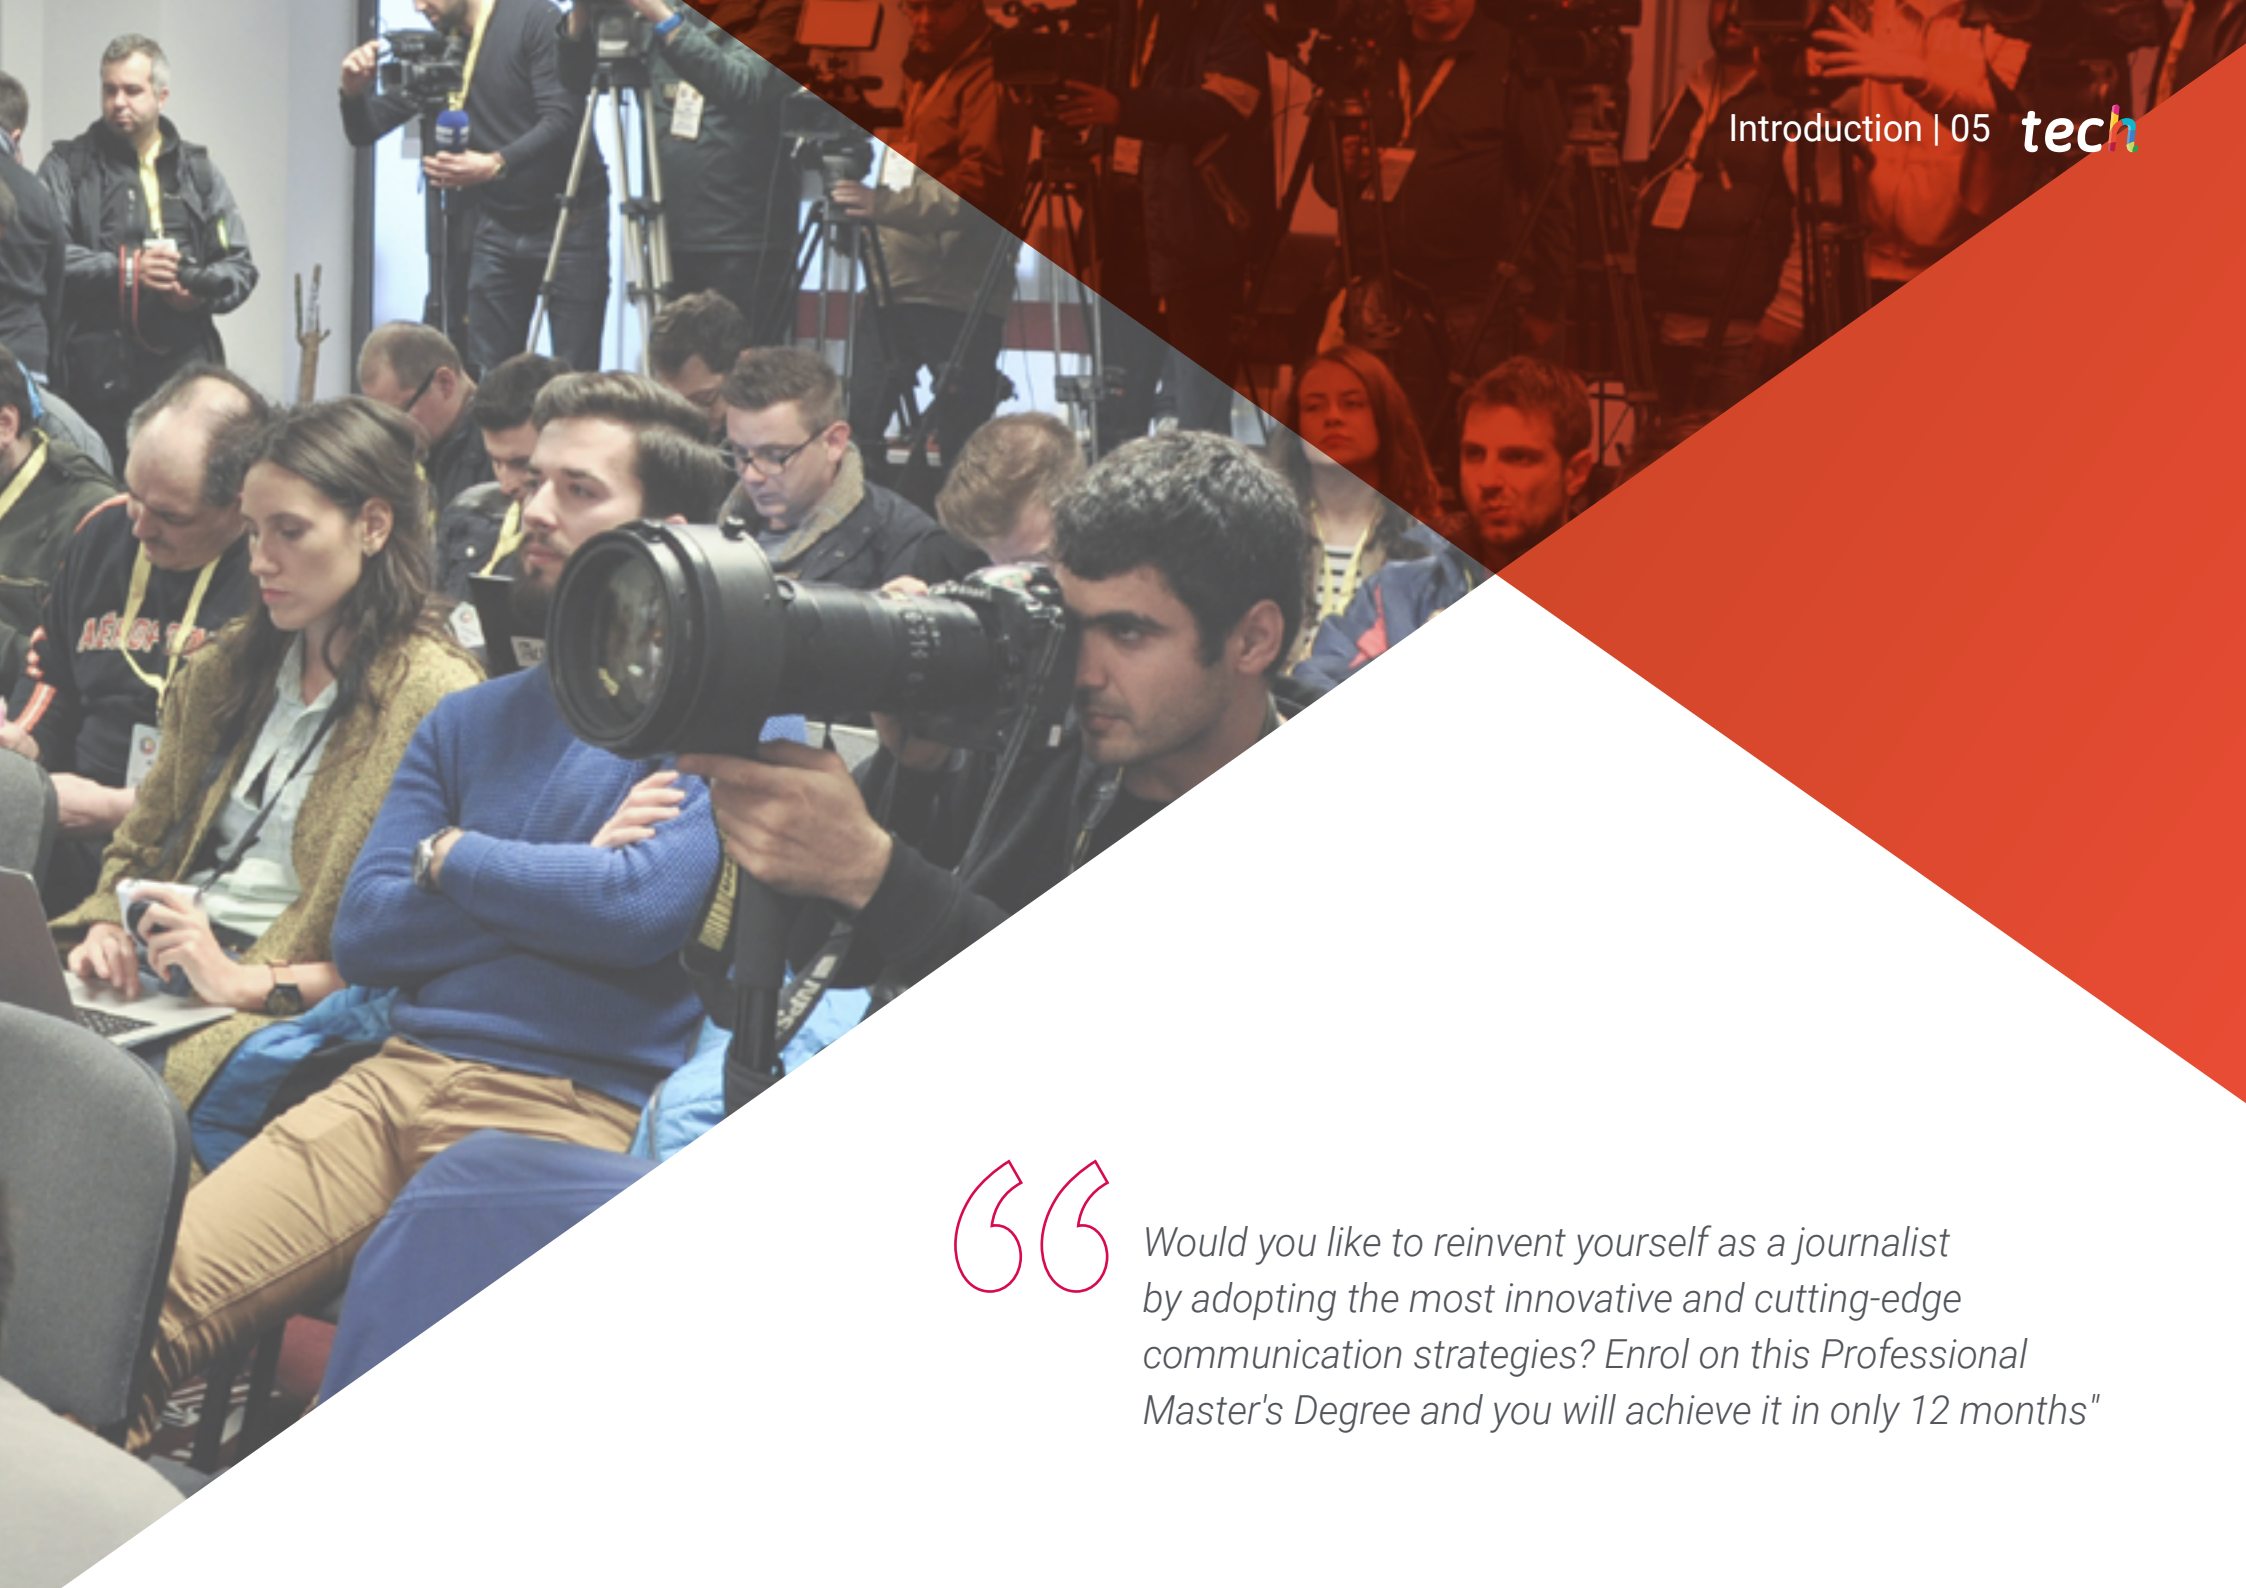 Introduction | 05 tech
Would you like to reinvent yourself as a journalist
by adopting the most innovative and cutting-edge
communication strategies? Enrol on this Professional
Master's Degree and you will achieve it in only 12 months"